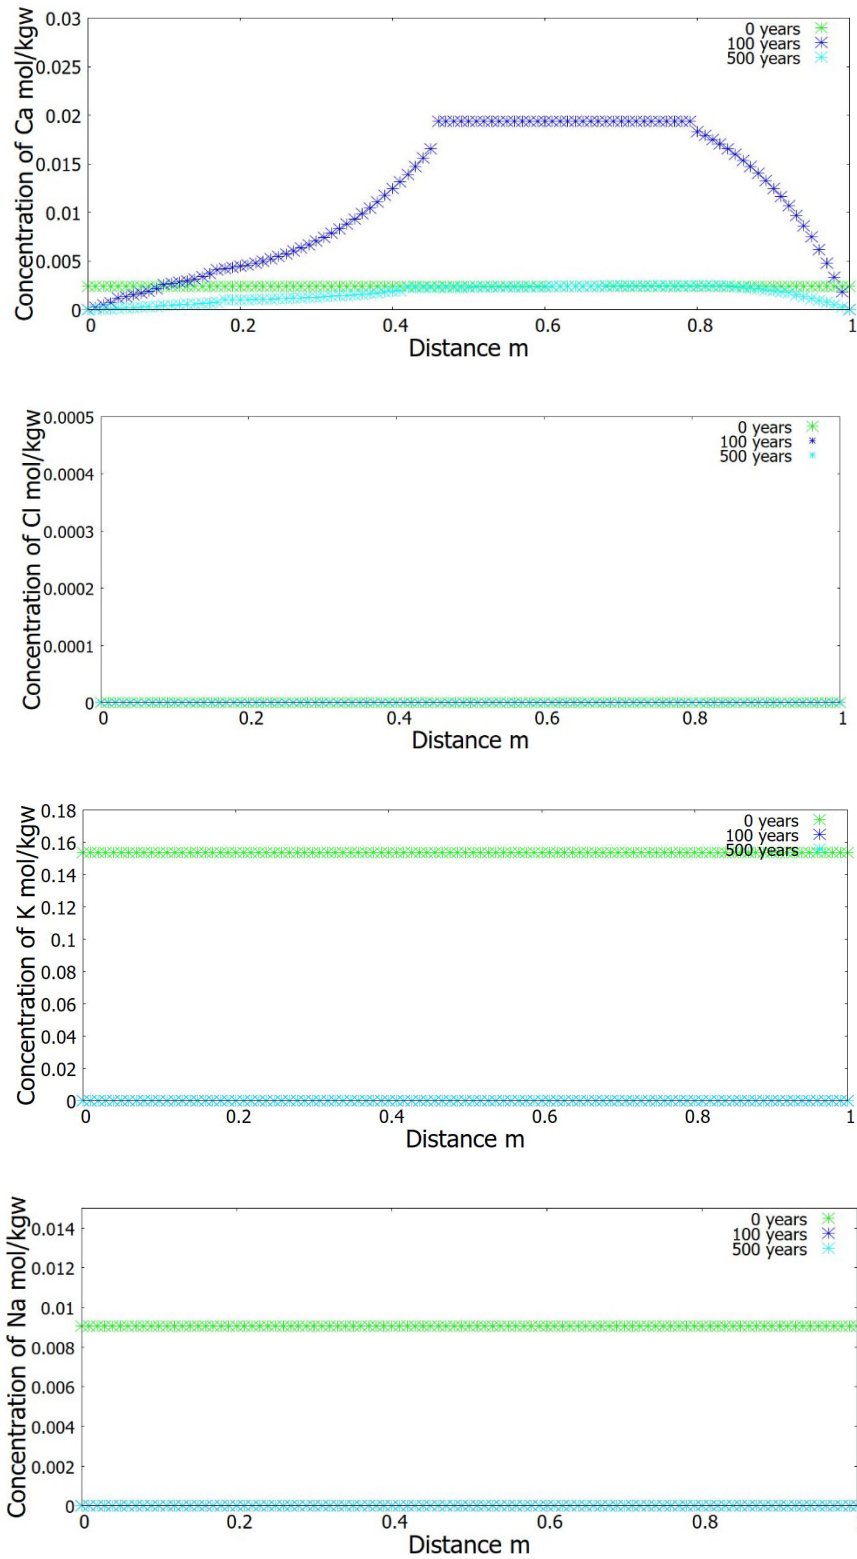 Concentration of Ca mol/kgw
0.03
0.025
0.02
0.015
0.01
0.005
0
0 years
100 years
500 years
0 0.2 0.4 0.6 0.8 1
Distance m
Concentration of Cl mol/kgw
0.0005
0.0004
0.0003
0.0002
0.0001
0
0 years
100 years
500 years
0 0.2 0.4 0.6 0.8 1
Distance m
Concentration of K mol/kgw
0.18
0.16
0.14
0.12
0.1
0.08
0.06
0.04
0.02
0
0 years
100 years
500 years
0 0.2 0.4 0.6 0.8 1
Distance m
Concentration of Na mol/kgw
0.014
0.012
0.01
0.008
0.006
0.004
0.002
0
0 years
100 years
500 years
0 0.2 0.4 0.6 0.8
Distance m